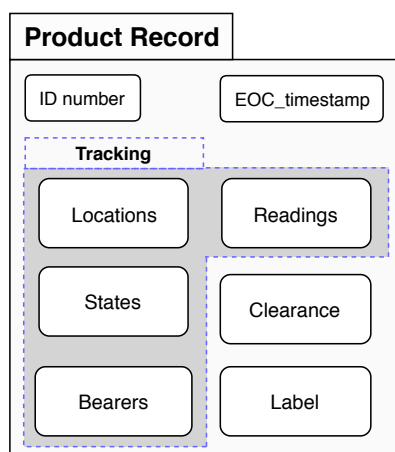 Product Record
ID number
EOC_timestamp
Tracking
Locations
Readings
States
Clearance
Bearers
Label